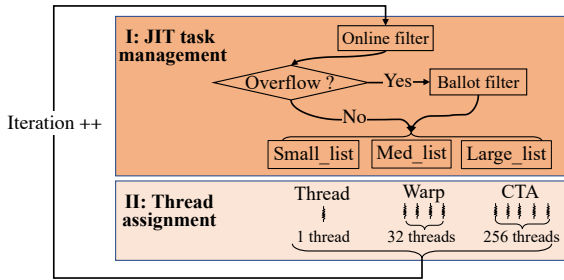 I: JIT task
management
Online filter
Overflow ?
Yes
Ballot filter
Iteration ++
No
Small_list
Med_list
Large_list
II: Thread
assignment
Thread
Warp
CTA
1 thread
32 threads
256 threads